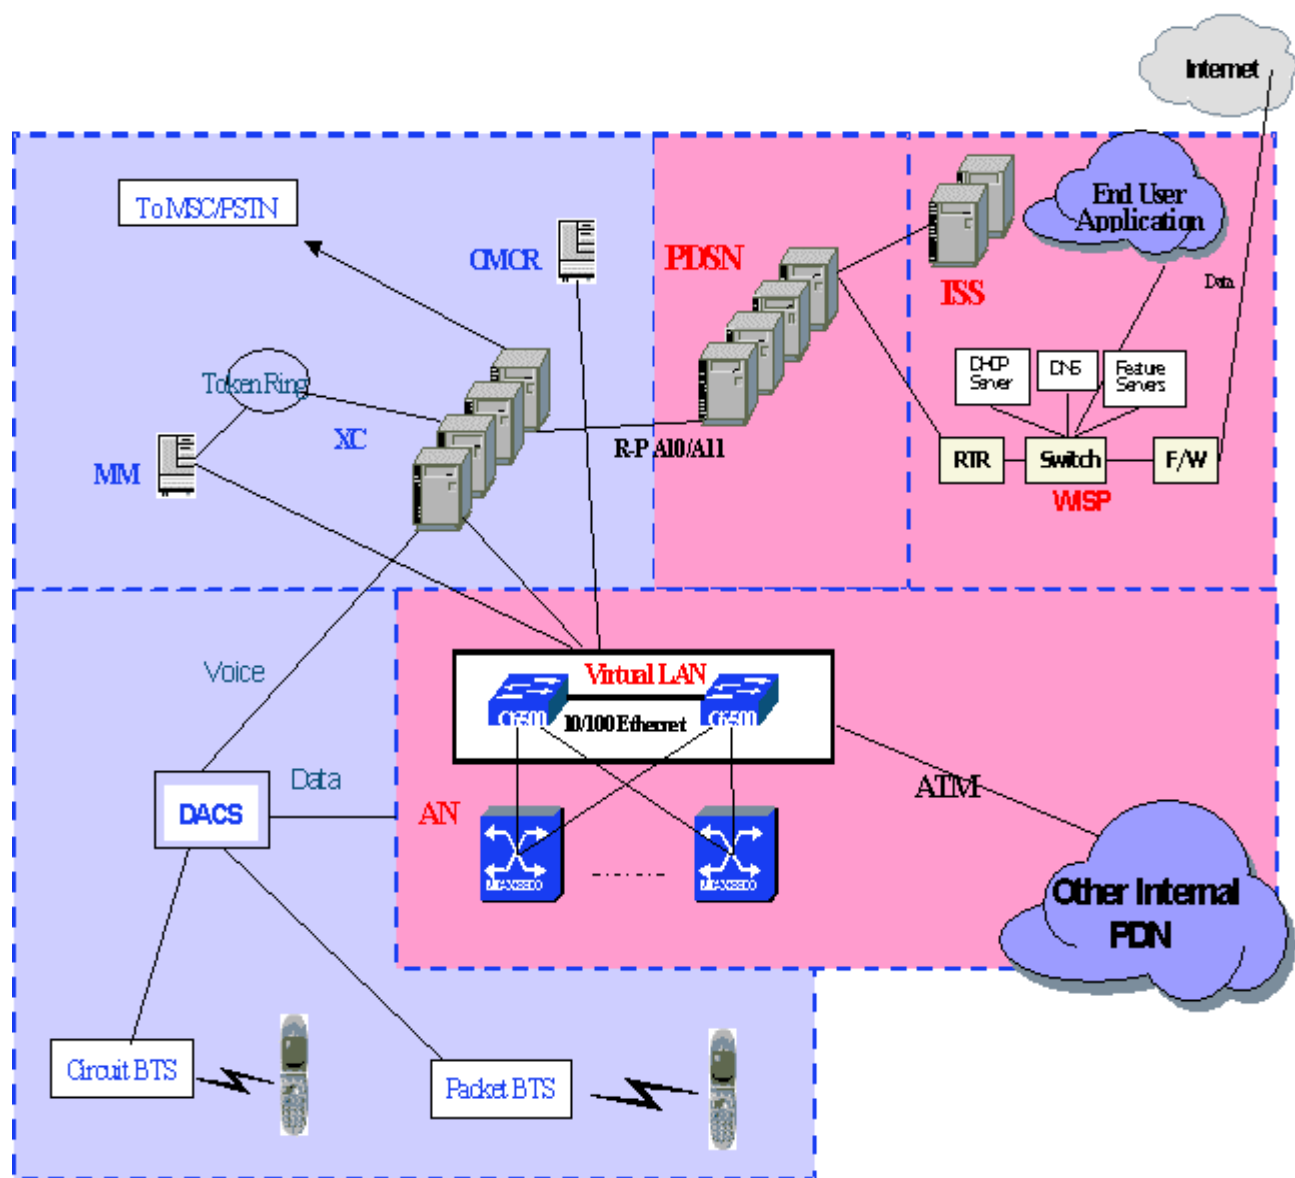 Internet
To MSC/PSTN
OMCR
PDSN
End User
Application
ISS
Data
Token Ring
XC
DHCP
Server
DNS
Feature
Servers
R-P A10/A11
MM
RTR
Switch
F/W
WISP
Voice
Virtual LAN
C6500
C6500
10/100 Ethernet
Data
DACS
AN
ATM
Other Internal
PDN
Circuit BTS
Packet BTS